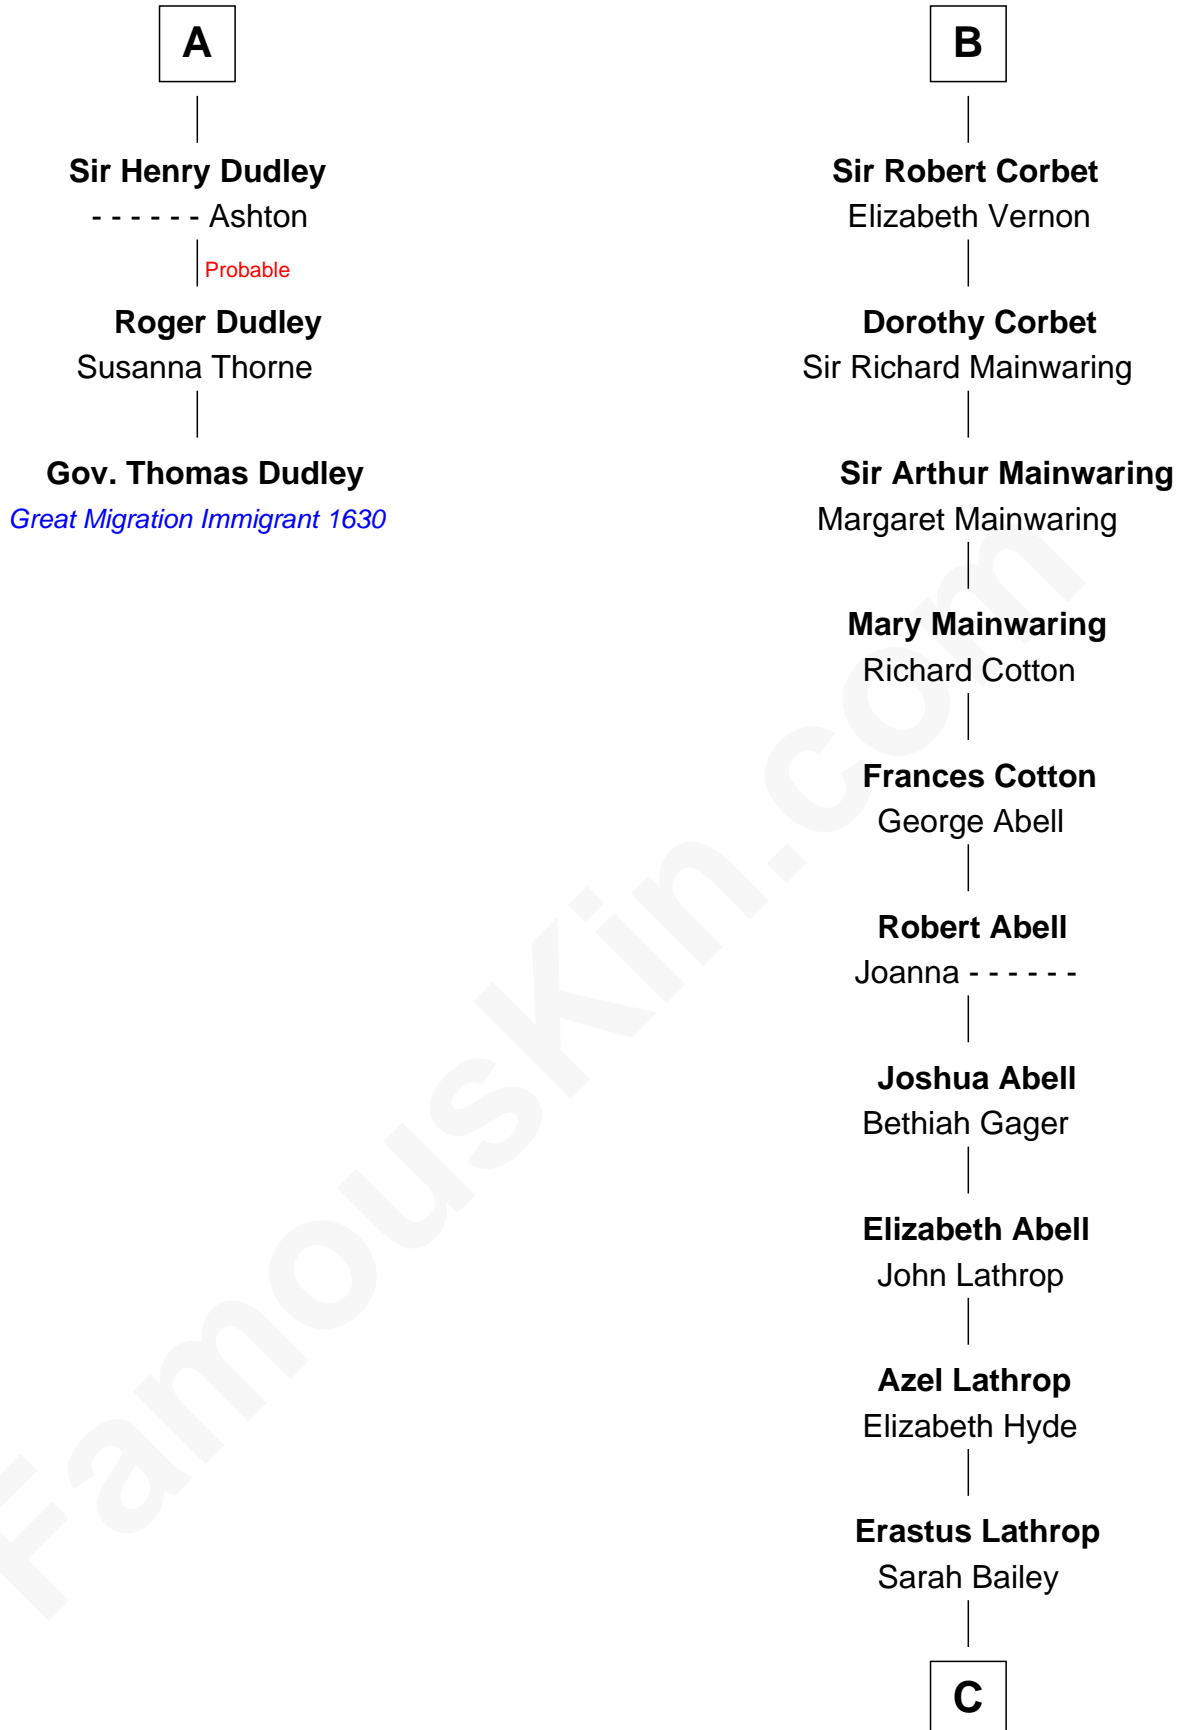 A
Sir Henry Dudley
- - - - - - Ashton
Probable
Roger Dudley
Susanna Thorne
Gov. Thomas Dudley
Great Migration Immigrant 1630
B
Sir Robert Corbet
Elizabeth Vernon
Dorothy Corbet
Sir Richard Mainwaring
Sir Arthur Mainwaring
Margaret Mainwaring
Mary Mainwaring
Richard Cotton
Frances Cotton
George Abell
Robert Abell
Joanna - - - - - -
Joshua Abell
Bethiah Gager
Elizabeth Abell
John Lathrop
Azel Lathrop
Elizabeth Hyde
Erastus Lathrop
Sarah Bailey
C
FamousKin.com